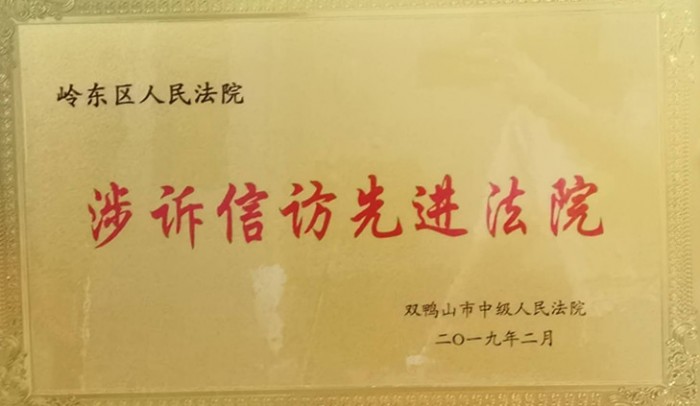 岭东区人民法院
涉诉信访先进法院
双鸭山市中级人民法院
二〇一九年二月